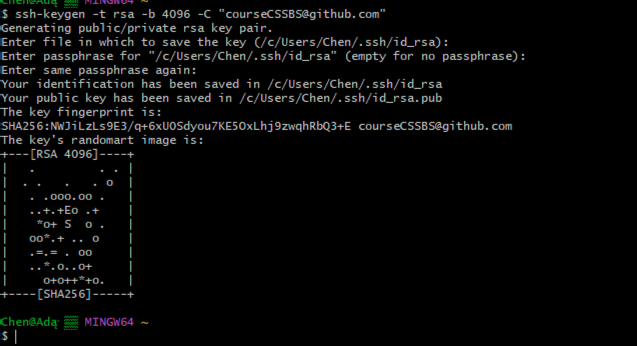 $ ssh-keygen -t rsa -b 4096 -C "courseCSSBS@github.com"
Generating public/private rsa key pair.
Enter file in which to save the key (/c/Users/Chen/.ssh/id_rsa):
Enter passphrase for "/c/Users/Chen/.ssh/id_rsa" (empty for no passphrase):
Enter same passphrase again:
Your identification has been saved in /c/Users/Chen/.ssh/id_rsa
Your public key has been saved in /c/Users/Chen/.ssh/id_rsa.pub
The key fingerprint is:
SHA256:NWJiLzLs9E3/q+6xUOSdyou7KE5OxLhj9zwqhRbQ3+E courseCSSBS@github.com
The key's randomart image is:
+---[RSA 4096]----+
|   .         . . |
|  . .   .   . o  |
|   . .ooo.oo .   |
|   ..+.+Eo .+    |
|    *o+ S  o .   |
|   oo*.+ .. o    |
|   .=.= . oo     |
|   ..*.o..o+     |
|     o+o++*+o.   |
+----[SHA256]-----+
Chen@Adą ▒▒ MINGW64 ~
$